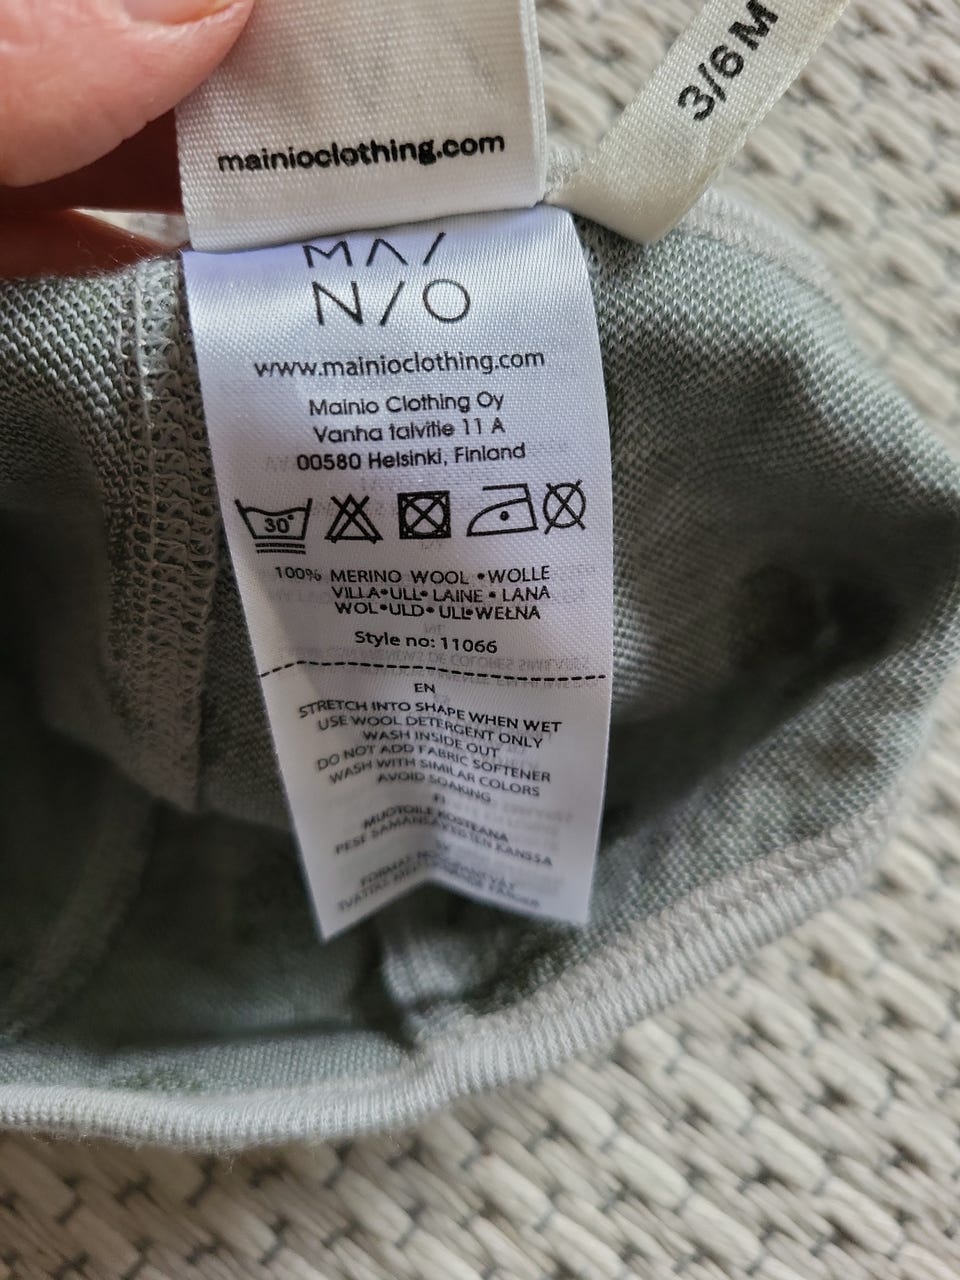 mainioclothing.com
3/6M
MAI
NIO
www.mainioclothing.com
Mainio Clothing Oy
Vanha talvitie 11 A
00580 Helsinki, Finland
30°
100% MERINO WOOL • WOLLE
VILLA•ULL• LAINE • LANA
WOL•ULD• ULL•WEŁNA
Style no: 11066
EN
STRETCH INTO SHAPE WHEN WET
USE WOOL DETERGENT ONLY
WASH INSIDE OUT
DO NOT ADD FABRIC SOFTENER
WASH WITH SIMILAR COLORS
AVOID SOAKING
FI
MUOTOILE KOSTEANA
PESE SAMANSÄVYISTEN KANSSA